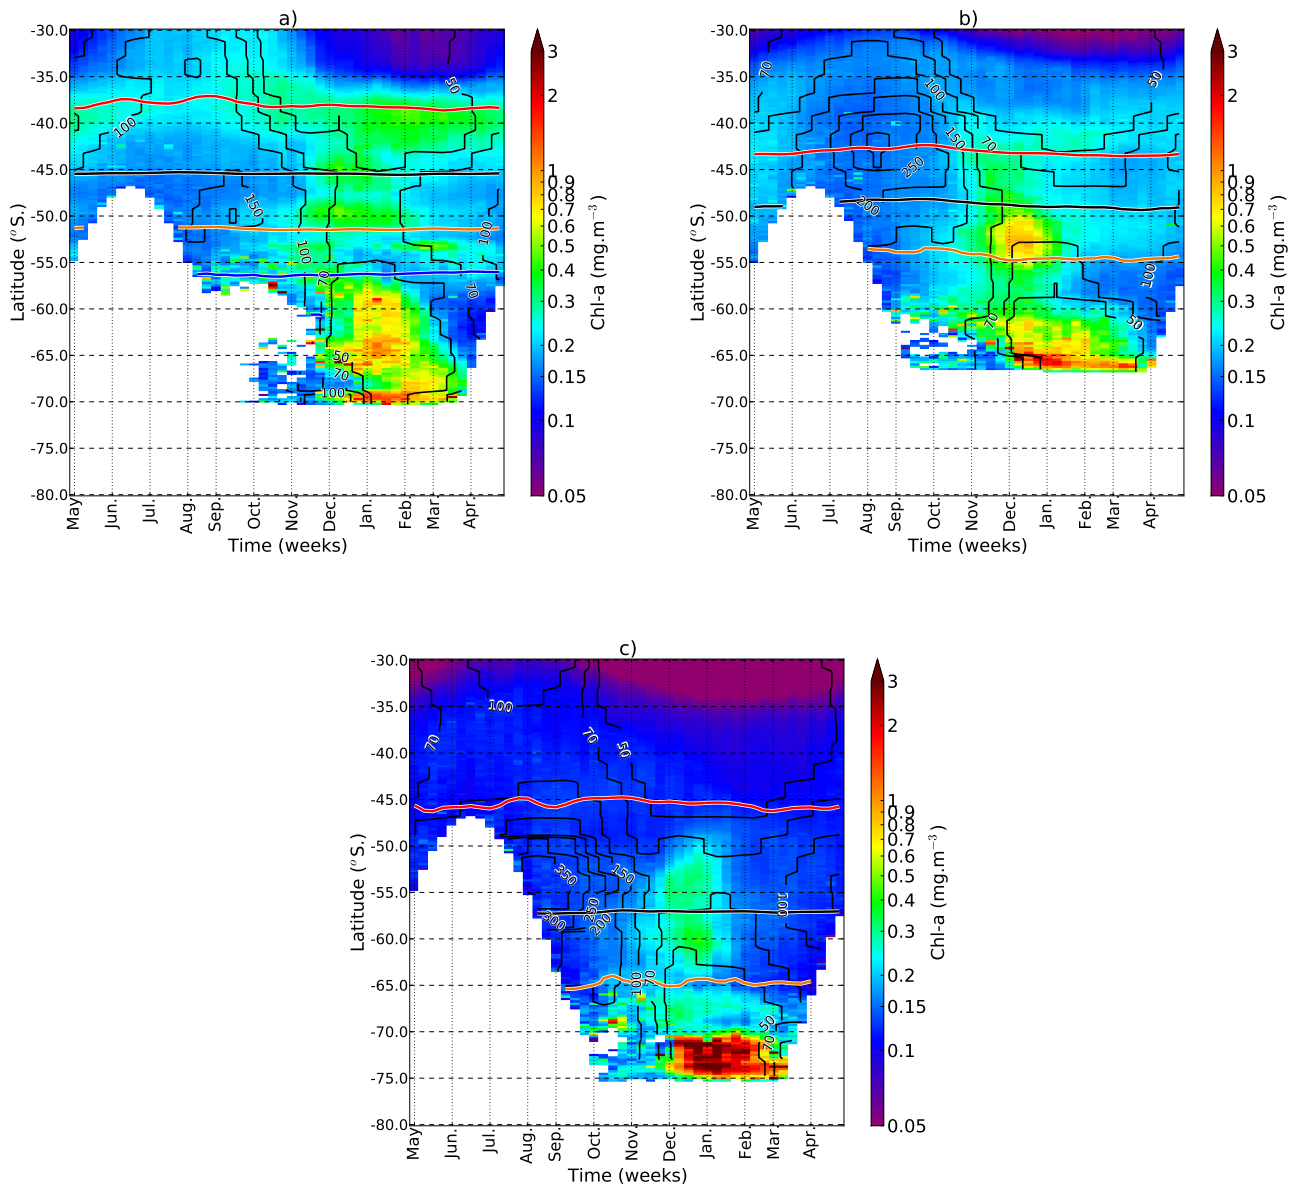 a)
-30.0
-35.0
-40.0
-45.0
-50.0
-55.0
-60.0
-65.0
-70.0
-75.0
-80.0
Latitude (°S.)
May
Jun.
Jul.
Aug.
Sep.
Oct.
Nov.
Dec.
Jan.
Feb.
Mar.
Apr.
Time (weeks)
50
100
150
100
70
100
70
50
70
100
3
2
1
0.9
0.8
0.7
0.6
0.5
0.4
0.3
0.2
0.15
0.1
0.05
Chl-a (mg.m⁻³)
b)
-30.0
-35.0
-40.0
-45.0
-50.0
-55.0
-60.0
-65.0
-70.0
-75.0
-80.0
Latitude (°S.)
May
Jun.
Jul.
Aug.
Sep.
Oct.
Nov.
Dec.
Jan.
Feb.
Mar.
Apr.
Time (weeks)
70
50
100
150
70
250
200
100
70
50
3
2
1
0.9
0.8
0.7
0.6
0.5
0.4
0.3
0.2
0.15
0.1
0.05
Chl-a (mg.m⁻³)
c)
-30.0
-35.0
-40.0
-45.0
-50.0
-55.0
-60.0
-65.0
-70.0
-75.0
-80.0
Latitude (°S.)
May
Jun.
Jul.
Aug.
Sep.
Oct.
Nov.
Dec.
Jan.
Feb.
Mar.
Apr.
Time (weeks)
100
70
70
50
350
150
250
300
200
100
100
70
50
70
3
2
1
0.9
0.8
0.7
0.6
0.5
0.4
0.3
0.2
0.15
0.1
0.05
Chl-a (mg.m⁻³)